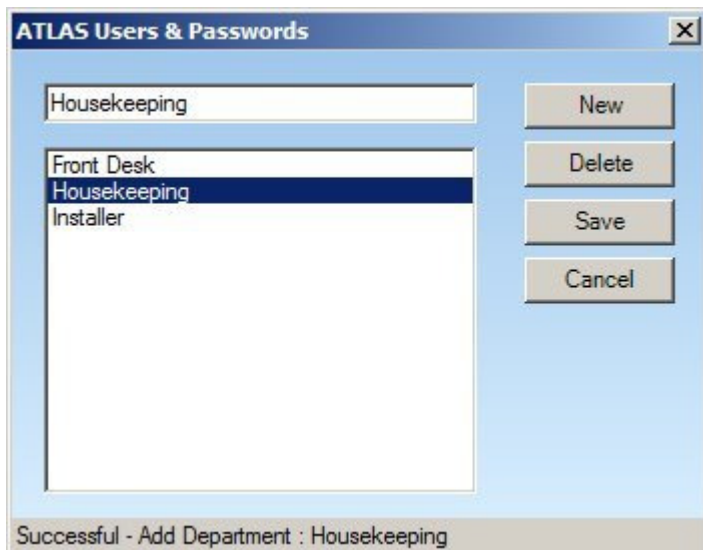 ATLAS Users & Passwords
Housekeeping
New
Front Desk
Housekeeping
Installer
Delete
Save
Cancel
Successful - Add Department : Housekeeping